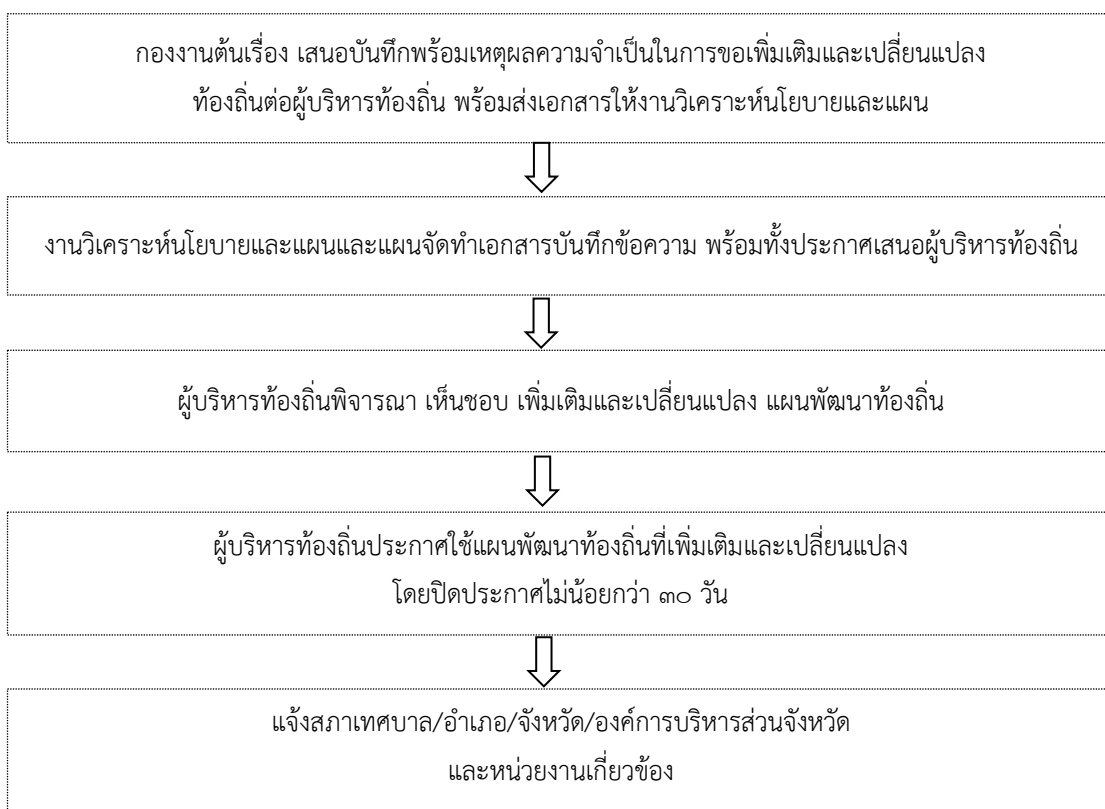 กองงานต้นเรื่อง เสนอบันทึกพร้อมเหตุผลความจำเป็นในการขอเพิ่มเติมและเปลี่ยนแปลง
ท้องถิ่นต่อผู้บริหารท้องถิ่น พร้อมส่งเอกสารให้งานวิเคราะห์นโยบายและแผน
งานวิเคราะห์นโยบายและแผนและแผนจัดทำเอกสารบันทึกข้อความ พร้อมทั้งประกาศเสนอผู้บริหารท้องถิ่น
ผู้บริหารท้องถิ่นพิจารณา เห็นชอบ เพิ่มเติมและเปลี่ยนแปลง แผนพัฒนาท้องถิ่น
ผู้บริหารท้องถิ่นประกาศใช้แผนพัฒนาท้องถิ่นที่เพิ่มเติมและเปลี่ยนแปลง
โดยปิดประกาศไม่น้อยกว่า ๓๐ วัน
แจ้งสภาเทศบาล/อำเภอ/จังหวัด/องค์การบริหารส่วนจังหวัด
และหน่วยงานเกี่ยวข้อง